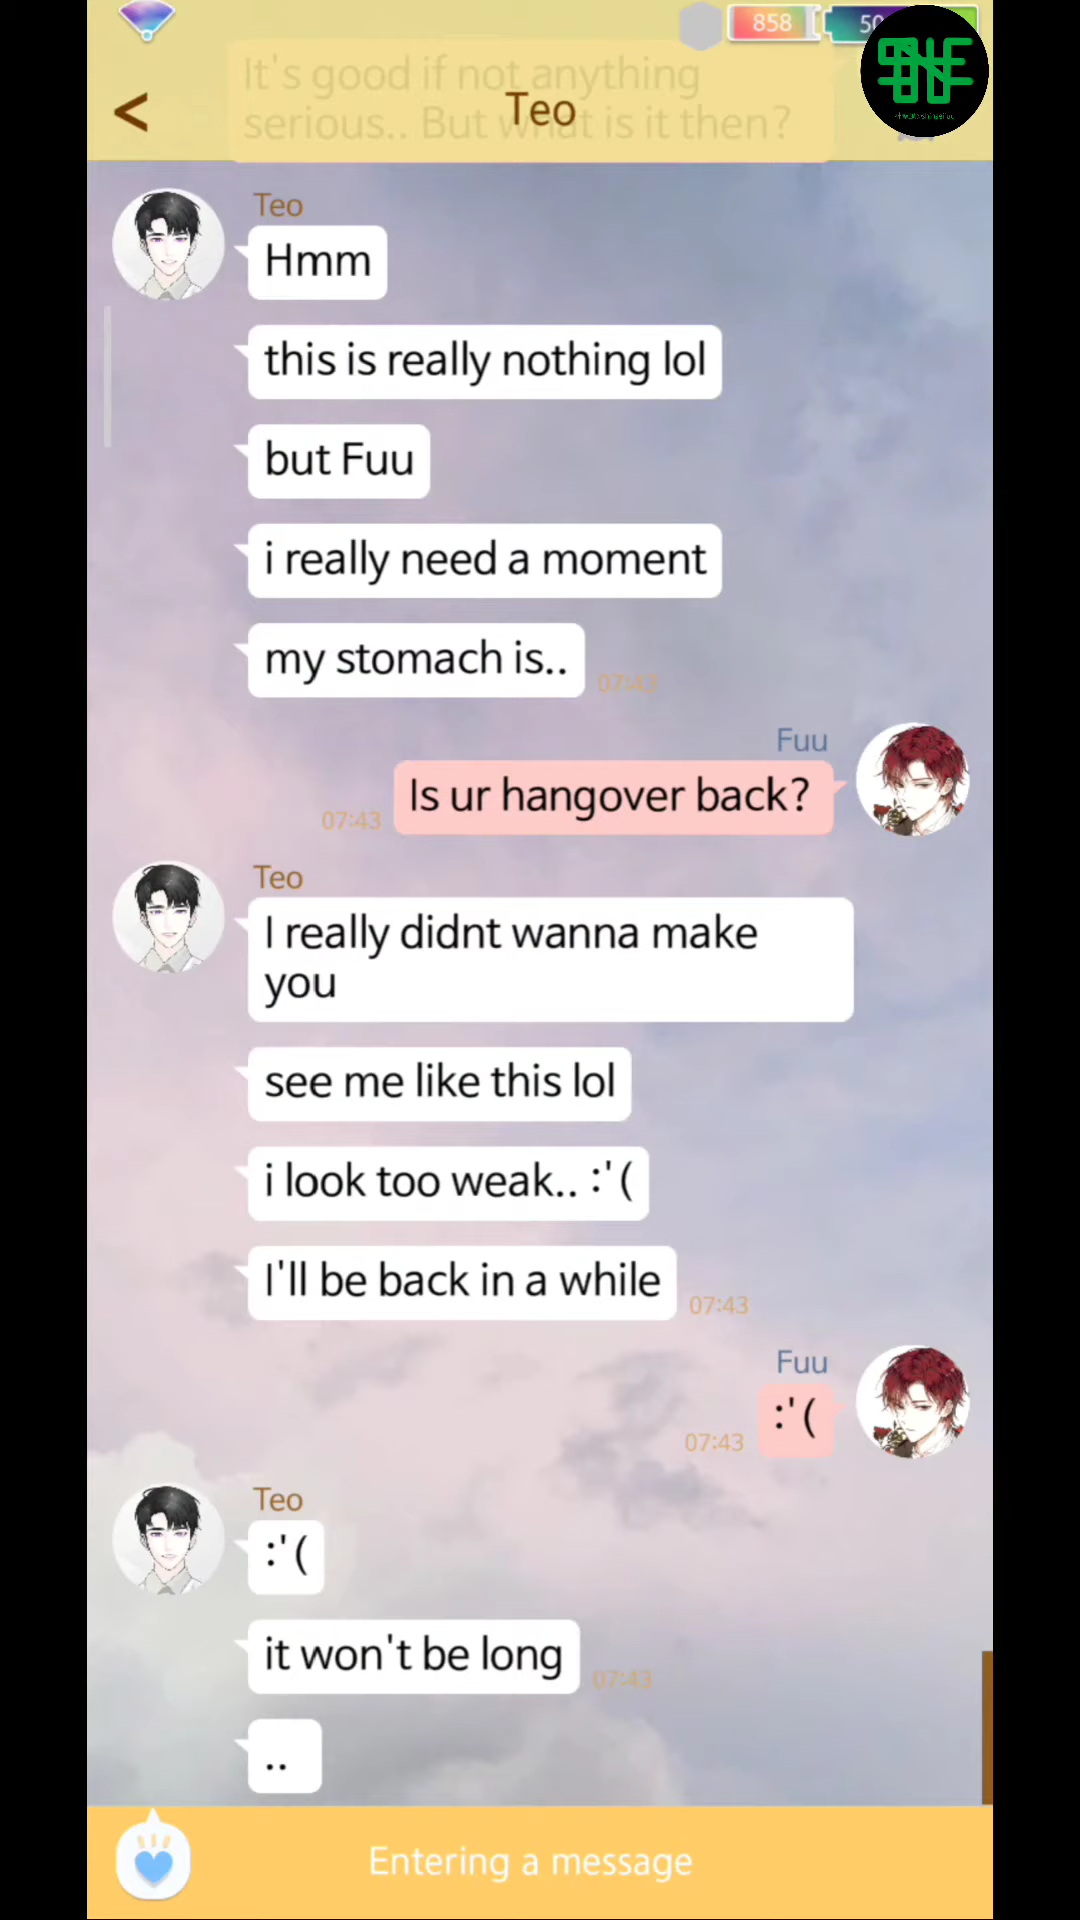 858
50
It's good if not anything
serious.. But what is it then?
<
Teo
Teo
Hmm
this is really nothing lol
but Fuu
i really need a moment
my stomach is..
07:43
Fuu
Is ur hangover back?
07:43
Teo
I really didnt wanna make
you
see me like this lol
i look too weak.. :'(
I'll be back in a while
07:43
Fuu
:'(
07:43
Teo
:'(
it won't be long
07:43
..
Entering a message